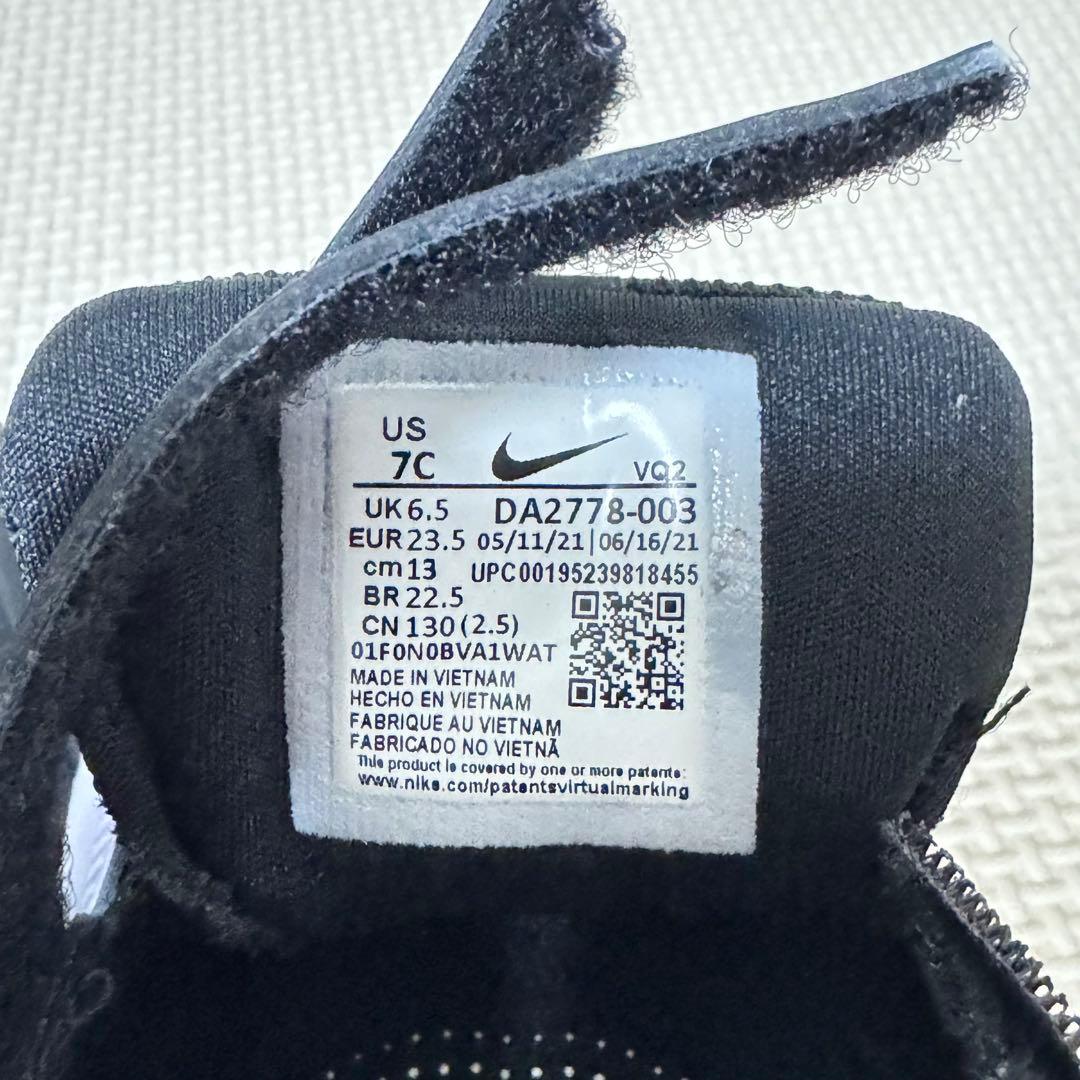 US
7C
VQ2
UK 6.5 DA2778-003
EUR 23.5 05/11/21|06/16/21
cm 13 UPC00195239818455
BR 22.5
CN 130 (2.5)
01F0N0BVA1WAT
MADE IN VIETNAM
HECHO EN VIETNAM
FABRIQUE AU VIETNAM
FABRICADO NO VIETNÃ
This product is covered by one or more patents:
www.nike.com/patentsvirtualmarking